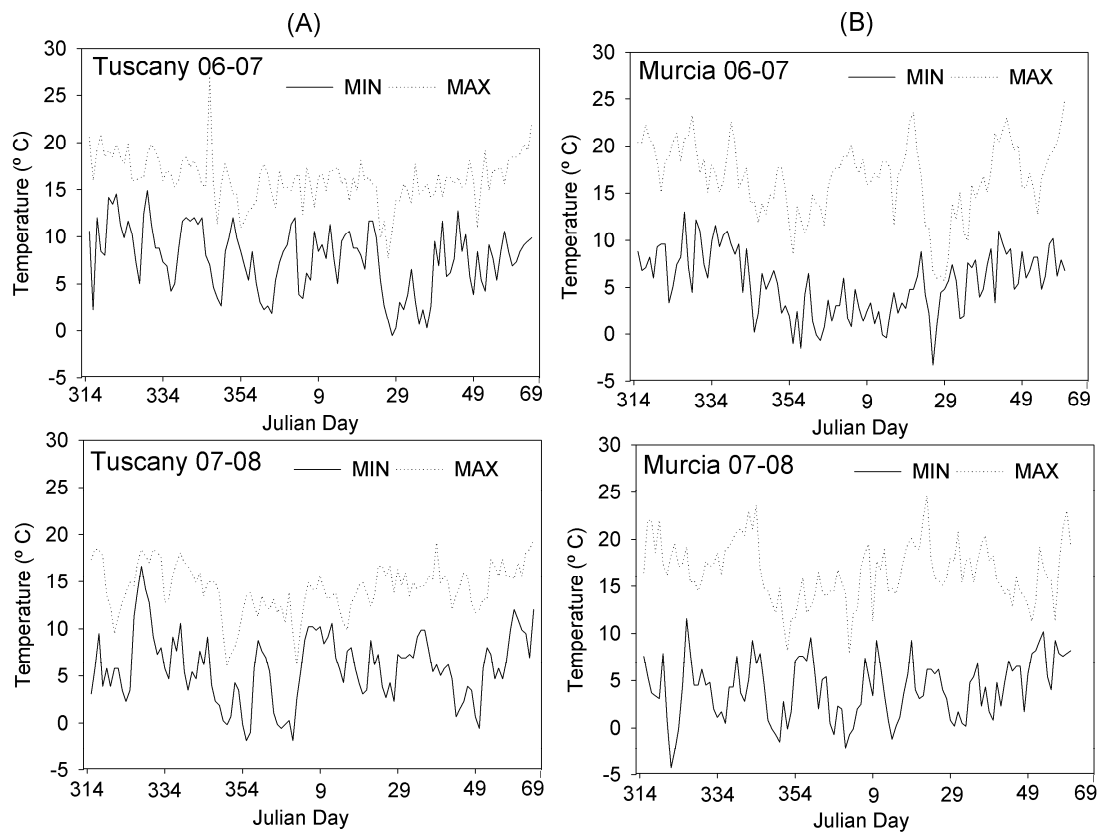 (A)
(B)
Tuscany 06-07
MIN
MAX
Temperature (º C)
30
25
20
15
10
5
0
-5
314
334
354
9
29
49
69
Julian Day
Murcia 06-07
MIN
MAX
Temperature (º C)
30
25
20
15
10
5
0
-5
314
334
354
9
29
49
69
Julian Day
Tuscany 07-08
MIN
MAX
Temperature (º C)
30
25
20
15
10
5
0
-5
314
334
354
9
29
49
69
Julian Day
Murcia 07-08
MIN
MAX
Temperature (º C)
30
25
20
15
10
5
0
-5
314
334
354
9
29
49
69
Julian Day